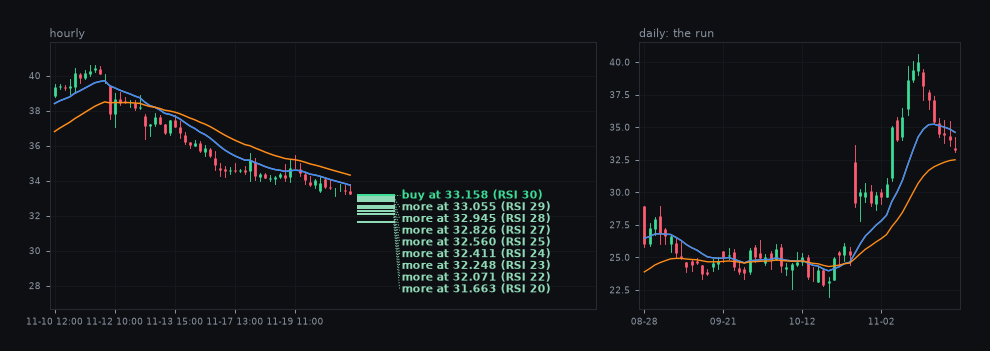 hourly
40
38
36
34
32
30
28
11-10 12:00 11-12 10:00 11-13 15:00 11-17 13:00 11-19 11:00
buy at 33.158 (RSI 30)
more at 33.055 (RSI 29)
more at 32.945 (RSI 28)
more at 32.826 (RSI 27)
more at 32.560 (RSI 25)
more at 32.411 (RSI 24)
more at 32.248 (RSI 23)
more at 32.071 (RSI 22)
more at 31.663 (RSI 20)
daily: the run
40.0
37.5
35.0
32.5
30.0
27.5
25.0
22.5
08-28 09-21 10-12 11-02